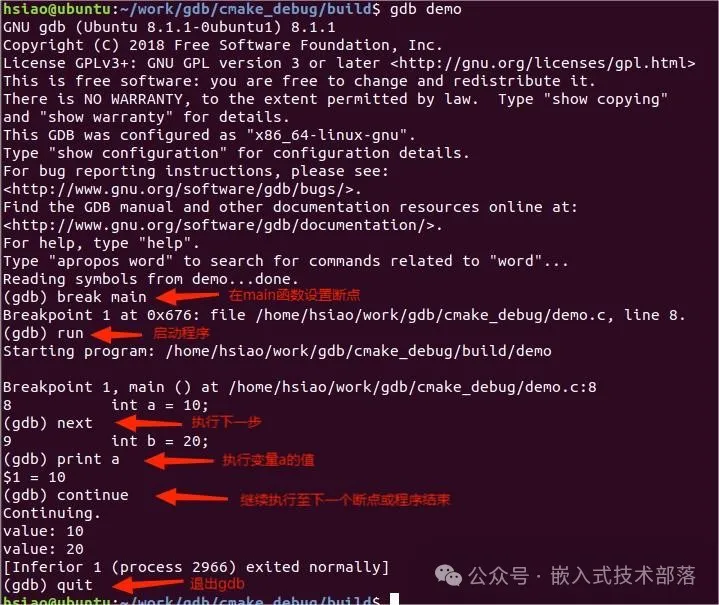 hsiao@ubuntu:~/work/gdb/cmake_debug/build$ gdb demo
GNU gdb (Ubuntu 8.1.1-0ubuntu1) 8.1.1
Copyright (C) 2018 Free Software Foundation, Inc.
License GPLv3+: GNU GPL version 3 or later <http://gnu.org/licenses/gpl.html>
This is free software: you are free to change and redistribute it.
There is NO WARRANTY, to the extent permitted by law.  Type "show copying"
and "show warranty" for details.
This GDB was configured as "x86_64-linux-gnu".
Type "show configuration" for configuration details.
For bug reporting instructions, please see:
<http://www.gnu.org/software/gdb/bugs/>.
Find the GDB manual and other documentation resources online at:
<http://www.gnu.org/software/gdb/documentation/>.
For help, type "help".
Type "apropos word" to search for commands related to "word"...
Reading symbols from demo...done.
(gdb) break main 在main函数设置断点
Breakpoint 1 at 0x676: file /home/hsiao/work/gdb/cmake_debug/demo.c, line 8.
(gdb) run 启动程序
Starting program: /home/hsiao/work/gdb/cmake_debug/build/demo
Breakpoint 1, main () at /home/hsiao/work/gdb/cmake_debug/demo.c:8
8 int a = 10;
(gdb) next 执行下一步
9 int b = 20;
(gdb) print a 执行变量a的值
$1 = 10
(gdb) continue 继续执行至下一个断点或程序结束
Continuing.
value: 10
value: 20
[Inferior 1 (process 2966) exited normally]
(gdb) quit 退出gdb
公众号·嵌入式技术部落
hsiao@ubuntu:~/work/gdb/cmake_debug/build$